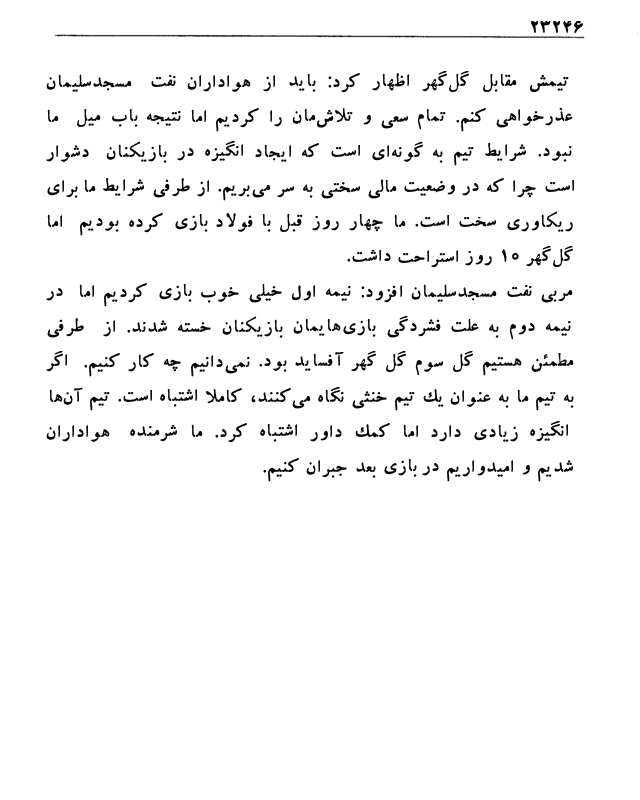 ۲۳۲۴۶
تیمش مقابل گل‌گهر اظهار کرد: باید از هواداران نفت مسجدسلیمان
عذرخواهی کنم. تمام سعی و تلاش‌مان را کردیم اما نتیجه باب میل ما
نبود. شرایط تیم به گونه‌ای است که ایجاد انگیزه در بازیکنان دشوار
است چرا که در وضعیت مالی سختی به سر می‌بریم. از طرفی شرایط ما برای
ریکاوری سخت است. ما چهار روز قبل با فولاد بازی کرده بودیم اما
گل‌گهر ۱۰ روز استراحت داشت.
مربی نفت مسجدسلیمان افزود: نیمه اول خیلی خوب بازی کردیم اما در
نیمه دوم به علت فشردگی بازی‌هایمان بازیکنان خسته شدند. از طرفی
مطمئن هستیم گل سوم گل گهر آفساید بود. نمی‌دانیم چه کار کنیم. اگر
به تیم ما به عنوان یك تیم خنثی نگاه می‌کنند، کاملا اشتباه است. تیم آن‌ها
انگیزه زیادی دارد اما کمك داور اشتباه کرد. ما شرمنده هواداران
شدیم و امیدواریم در بازی بعد جبران کنیم.